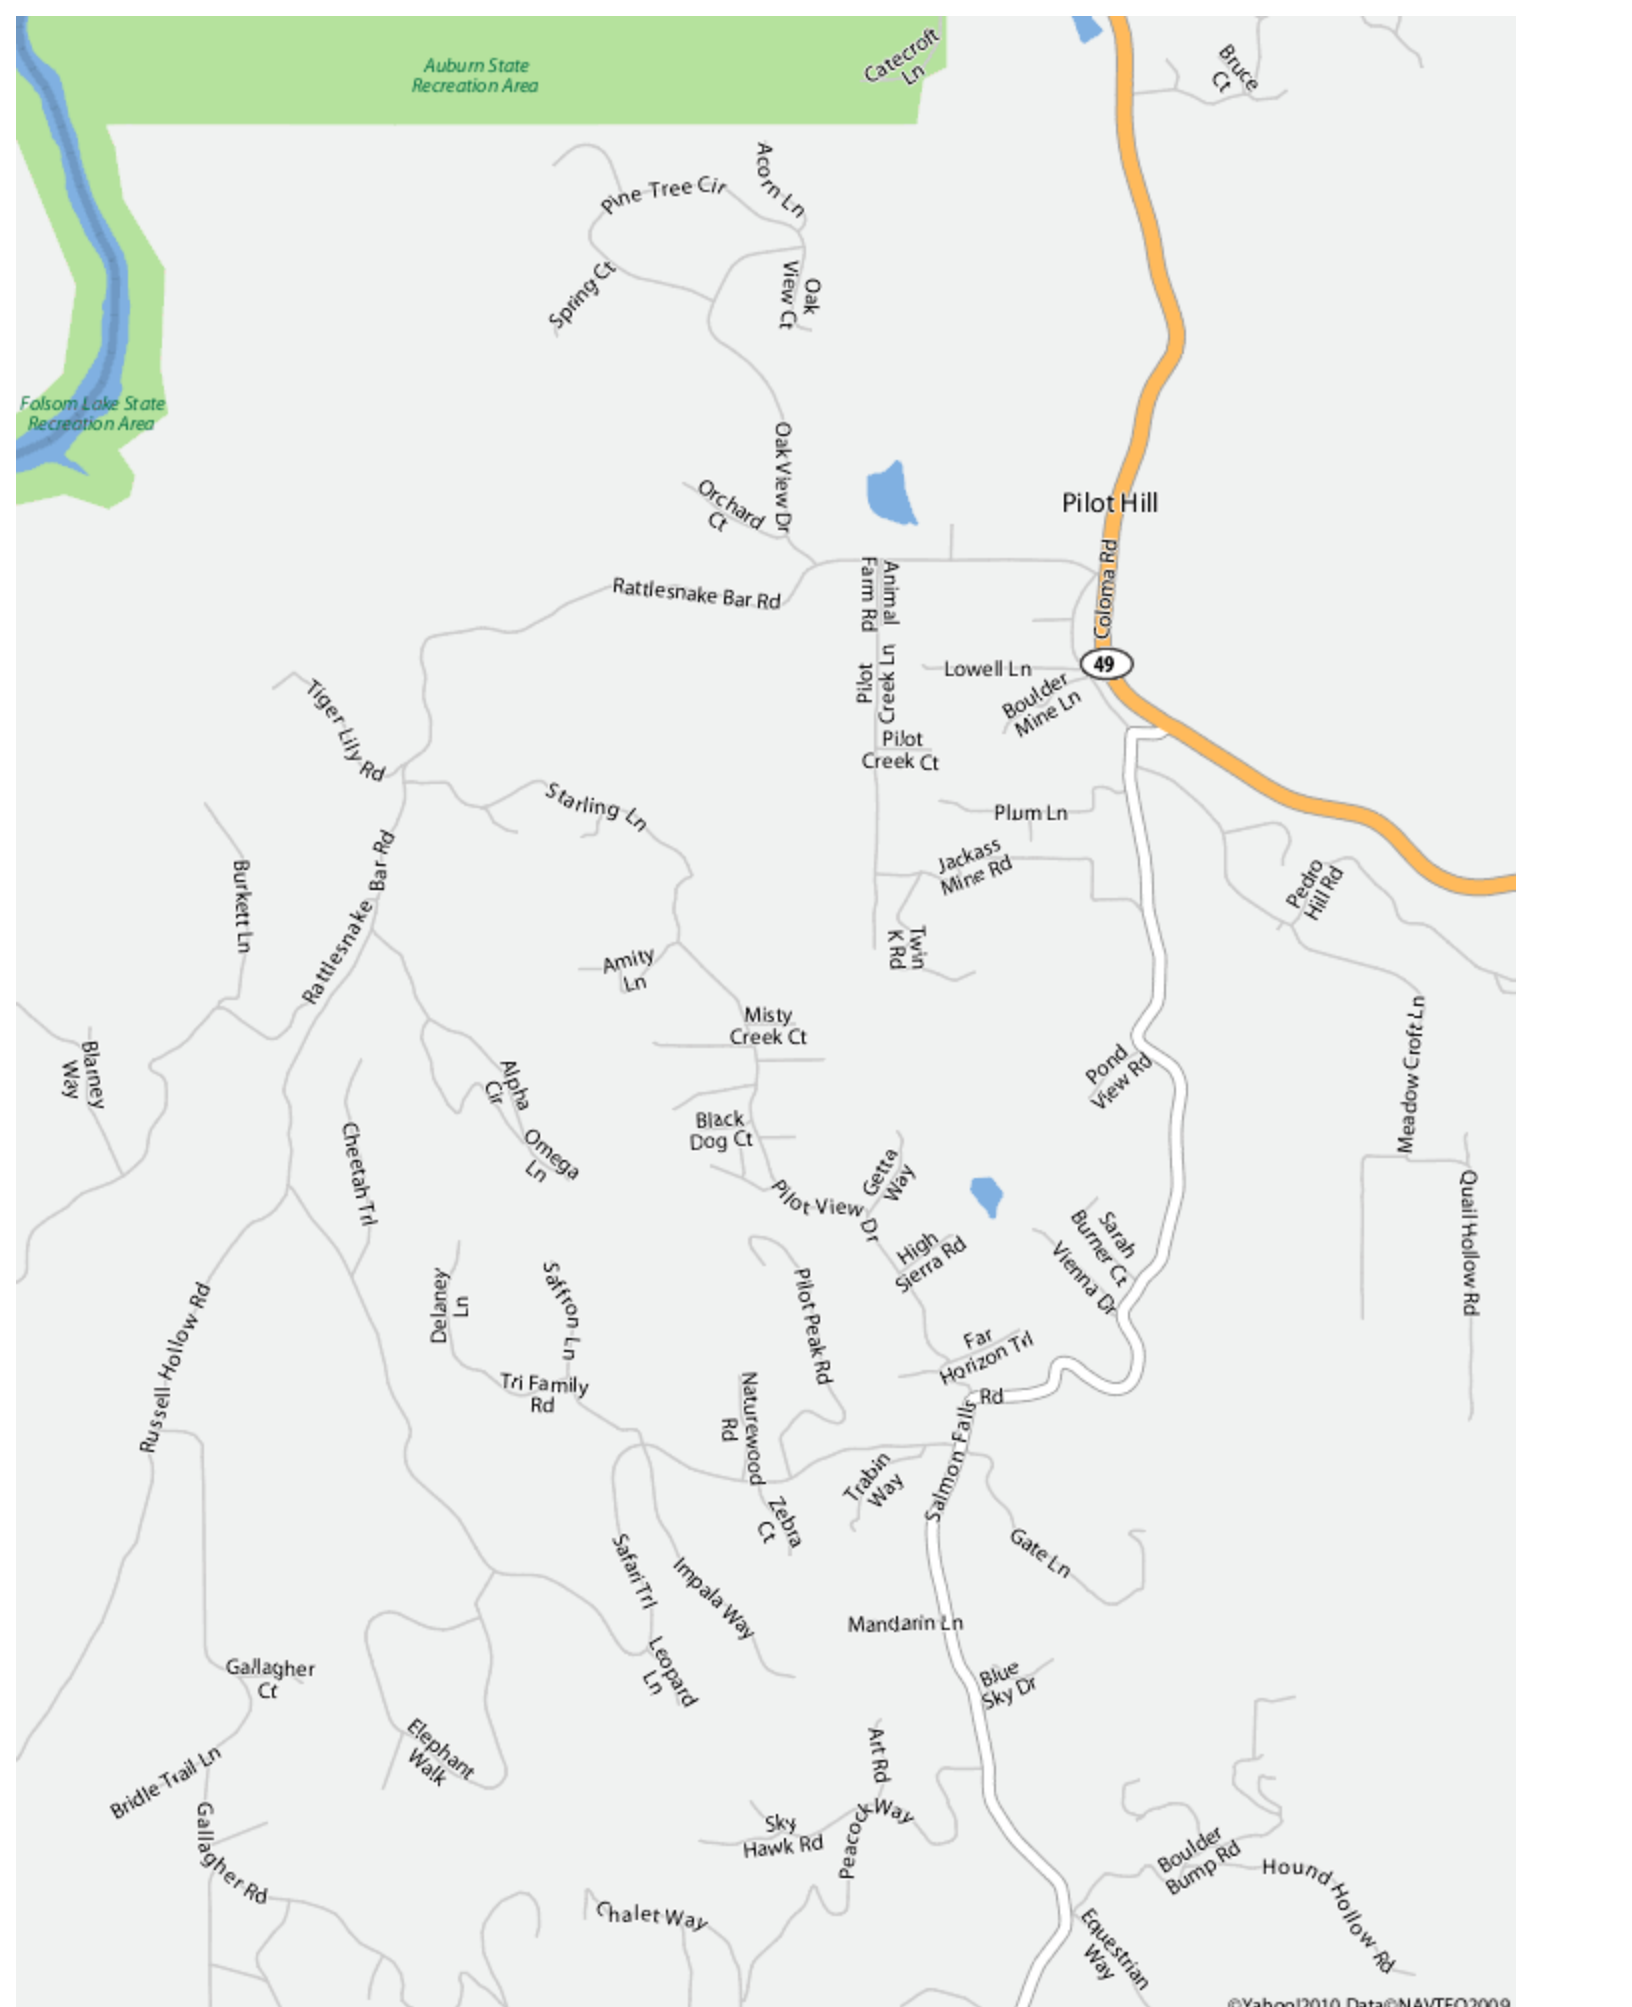 Auburn State
Recreation Area
Catecroft
Ln
Bruce
Ct
Acorn Ln
Pine Tree Cir
Spring Ct
Oak
View Ct
Folsom Lake State
Recreation Area
Oak View Dr
Orchard
Ct
Pilot Hill
Coloma Rd
Rattlesnake Bar Rd
Animal
Farm Rd
49
Lowell Ln
Pilot
Creek Ln
Boulder
Mine Ln
Tiger Lily Rd
Pilot
Creek Ct
Starling Ln
Plum Ln
Jackass
Mine Rd
Pedro
Hill Rd
Burkett Ln
Rattlesnake Bar Rd
Twin
K Rd
Amity
Ln
Misty
Creek Ct
Meadow Croft Ln
Blarney
Way
Alpha
Cir
Pond
View Rd
Black
Dog Ct
Omega
Ln
Cheetah Trl
Getta
Way
Pilot View Dr
Quail Hollow Rd
Sarah
Burner Ct
Vienna Dr
High
Sierra Rd
Delaney
Ln
Saffron Ln
Pilot Peak Rd
Russell Hollow Rd
Far
Horizon Trl
Tri Family
Rd
Naturewood
Rd
Salmon Falls Rd
Trabin
Way
Zebra
Ct
Gate Ln
Safari Trl
Impala Way
Mandarin Ln
Leopard
Ln
Gallagher
Ct
Blue
Sky Dr
Elephant
Walk
Art Rd
Bridle Trail Ln
Peacock Way
Sky
Hawk Rd
Gallagher Rd
Boulder
Bump Rd
Hound Hollow Rd
Chalet Way
Equestrian
Way
©Yahoo!2010 Data©NAVTEQ2009